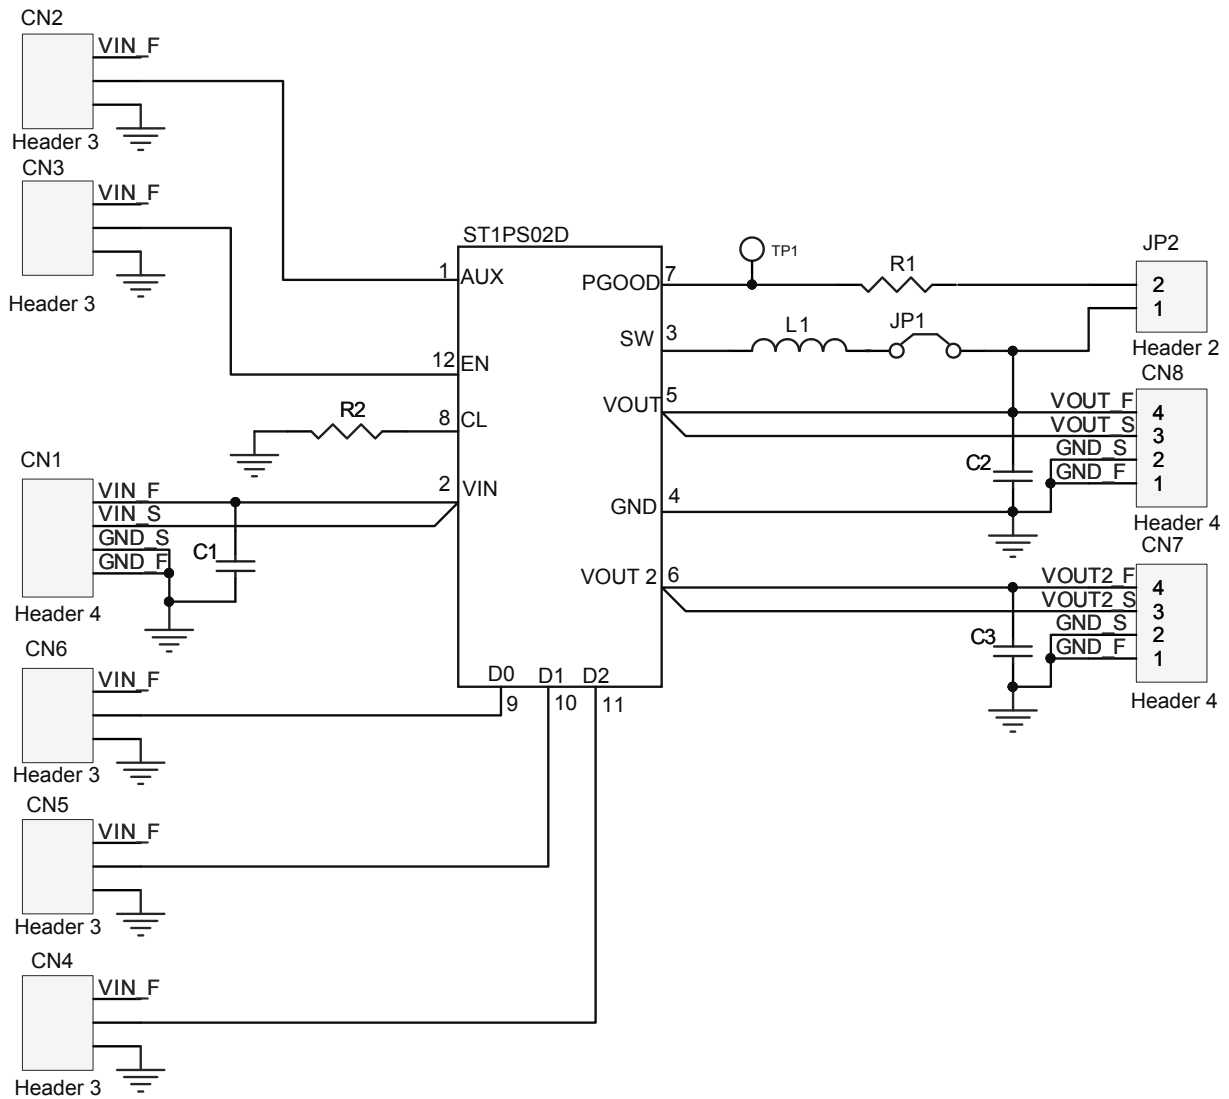 CN2
VIN_F
Header 3
CN3
VIN_F
Header 3
ST1PS02D
1 AUX
12 EN
R2
8 CL
2 VIN
CN1
VIN_F
VIN_S
GND_S
GND_F
C1
Header 4
CN6
VIN_F
Header 3
CN5
VIN_F
Header 3
CN4
VIN_F
Header 3
D0 D1 D2
9 10 11
PGOOD 7
TP1
R1
JP2
2
1
Header 2
SW 3
L1
JP1
VOUT 5
CN8
VOUT_F 4
VOUT_S 3
GND_S 2
GND_F 1
Header 4
C2
GND 4
VOUT 2 6
CN7
VOUT2_F 4
VOUT2_S 3
GND_S 2
GND_F 1
C3
Header 4